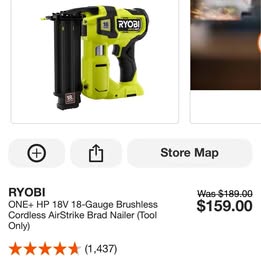 RYOBI
Store Map
RYOBI
Was $189.00
ONE+ HP 18V 18-Gauge Brushless
$159.00
Cordless AirStrike Brad Nailer (Tool
Only)
(1,437)